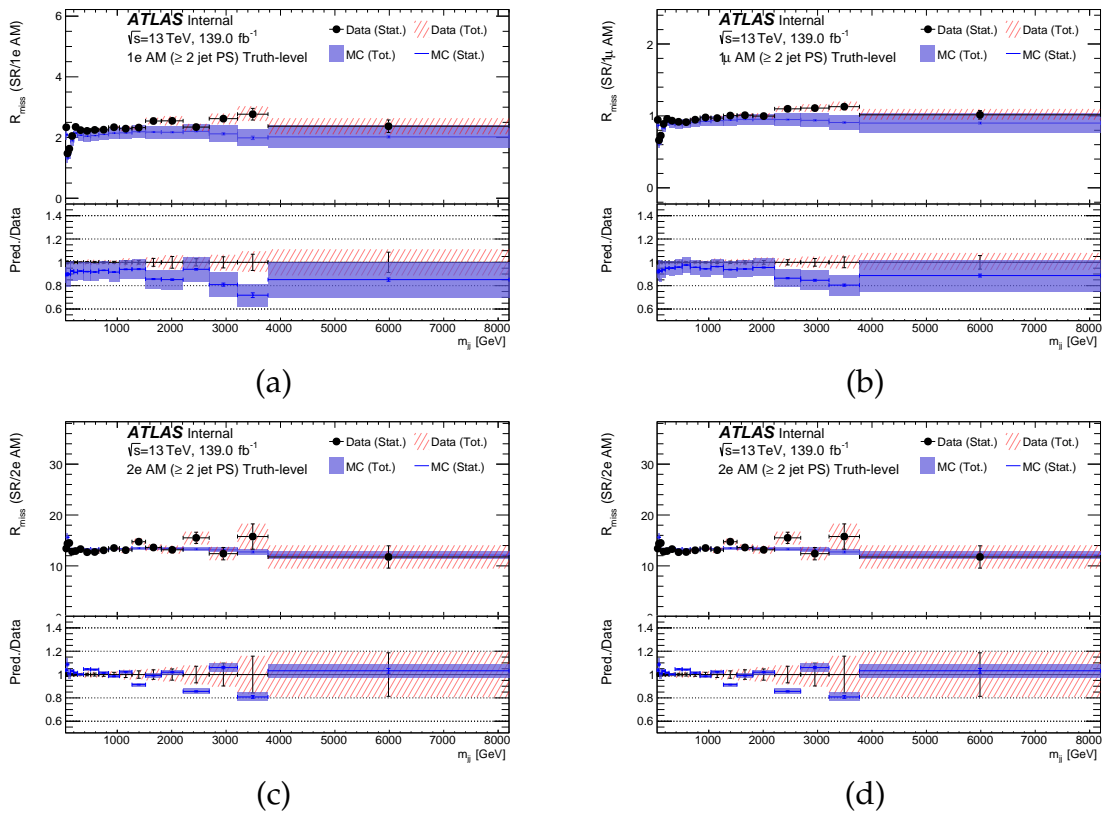 ATLAS Internal
√s=13 TeV, 139.0 fb⁻¹
1e AM (≥ 2 jet PS) Truth-level
Data (Stat.)
Data (Tot.)
MC (Tot.)
MC (Stat.)
R_miss (SR/1e AM)
6
4
2
0
Pred./Data
1.4
1.2
1
0.8
0.6
1000 2000 3000 4000 5000 6000 7000 8000
m_jj [GeV]
(a)
ATLAS Internal
√s=13 TeV, 139.0 fb⁻¹
1μ AM (≥ 2 jet PS) Truth-level
Data (Stat.)
Data (Tot.)
MC (Tot.)
MC (Stat.)
R_miss (SR/1μ AM)
2
1
0
Pred./Data
1.4
1.2
1
0.8
0.6
1000 2000 3000 4000 5000 6000 7000 8000
m_jj [GeV]
(b)
ATLAS Internal
√s=13 TeV, 139.0 fb⁻¹
2e AM (≥ 2 jet PS) Truth-level
Data (Stat.)
Data (Tot.)
MC (Tot.)
MC (Stat.)
R_miss (SR/2e AM)
30
20
10
0
Pred./Data
1.4
1.2
1
0.8
0.6
1000 2000 3000 4000 5000 6000 7000 8000
m_jj [GeV]
(c)
ATLAS Internal
√s=13 TeV, 139.0 fb⁻¹
2e AM (≥ 2 jet PS) Truth-level
Data (Stat.)
Data (Tot.)
MC (Tot.)
MC (Stat.)
R_miss (SR/2e AM)
30
20
10
0
Pred./Data
1.4
1.2
1
0.8
0.6
1000 2000 3000 4000 5000 6000 7000 8000
m_jj [GeV]
(d)